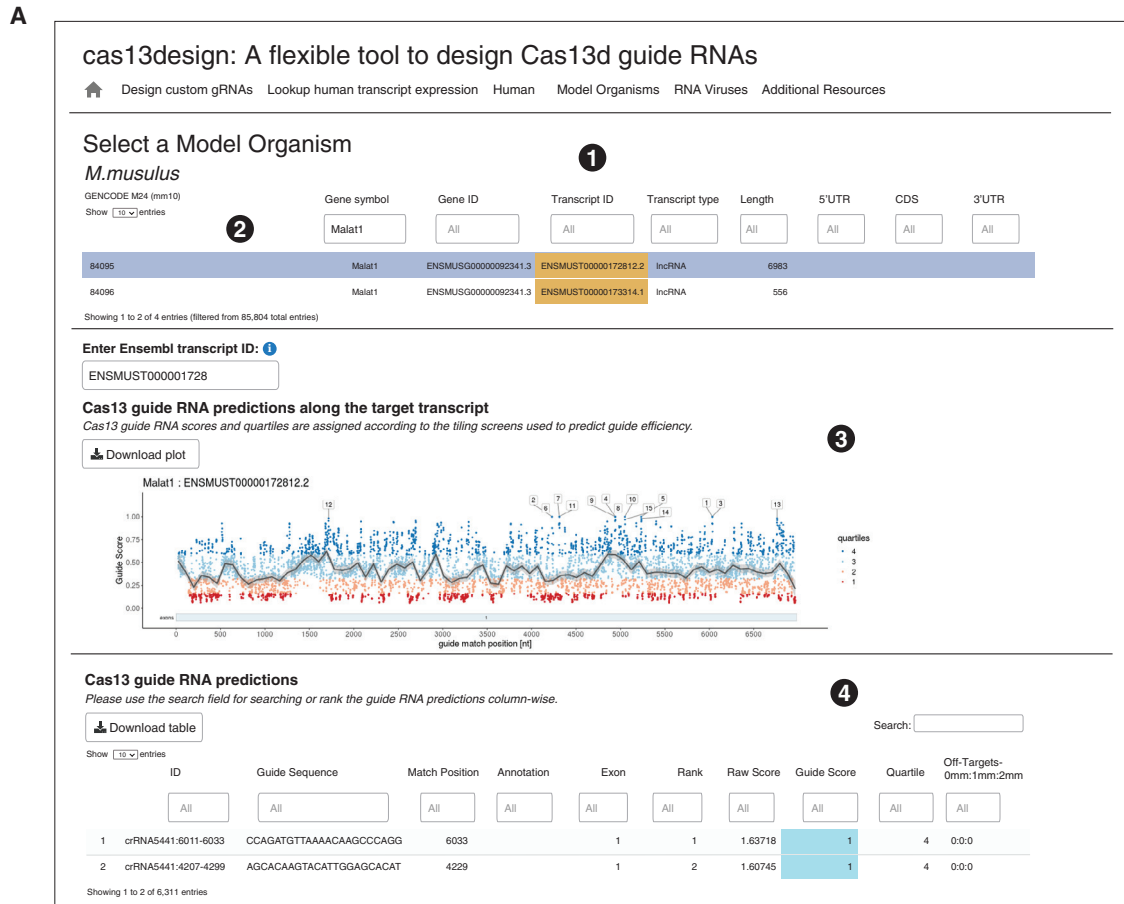 A
cas13design: A flexible tool to design Cas13d guide RNAs
Design custom gRNAs Lookup human transcript expression Human Model Organisms RNA Viruses Additional Resources
Select a Model Organism
M.musulus
1
GENCODE M24 (mm10)
Show 10 entries
2
Gene symbol Gene ID Transcript ID Transcript type Length 5'UTR CDS 3'UTR
Malat1 All All All All All All All
84095 Malat1 ENSMUSG00000092341.3 ENSMUST00000172812.2 lncRNA 6983
84096 Malat1 ENSMUSG00000092341.3 ENSMUST00000173314.1 lncRNA 556
Showing 1 to 2 of 4 entries (filtered from 85,804 total entries)
Enter Ensembl transcript ID: i
ENSMUST000001728
Cas13 guide RNA predictions along the target transcript
Cas13 guide RNA scores and quartiles are assigned according to the tiling screens used to predict guide efficiency.
3
Download plot
Malat1 : ENSMUST00000172812.2
12 2 6 7 11 9 4 8 10 15 5 14 1 3 13
1.00
0.75
0.50
0.25
0.00
Guide Score
quartiles
4
3
2
1
exons 1
0 500 1000 1500 2000 2500 3000 3500 4000 4500 5000 5500 6000 6500
guide match position [nt]
Cas13 guide RNA predictions
Please use the search field for searching or rank the guide RNA predictions column-wise.
4
Download table
Search:
Show 10 entries
ID Guide Sequence Match Position Annotation Exon Rank Raw Score Guide Score Quartile Off-Targets-
0mm:1mm:2mm
All All All All All All All All All All
1 crRNA5441:6011-6033 CCAGATGTTAAAACAAGCCCAGG 6033 1 1 1.63718 1 4 0:0:0
2 crRNA5441:4207-4299 AGCACAAGTACATTGGAGCACAT 4229 1 2 1.60745 1 4 0:0:0
Showing 1 to 2 of 6,311 entries